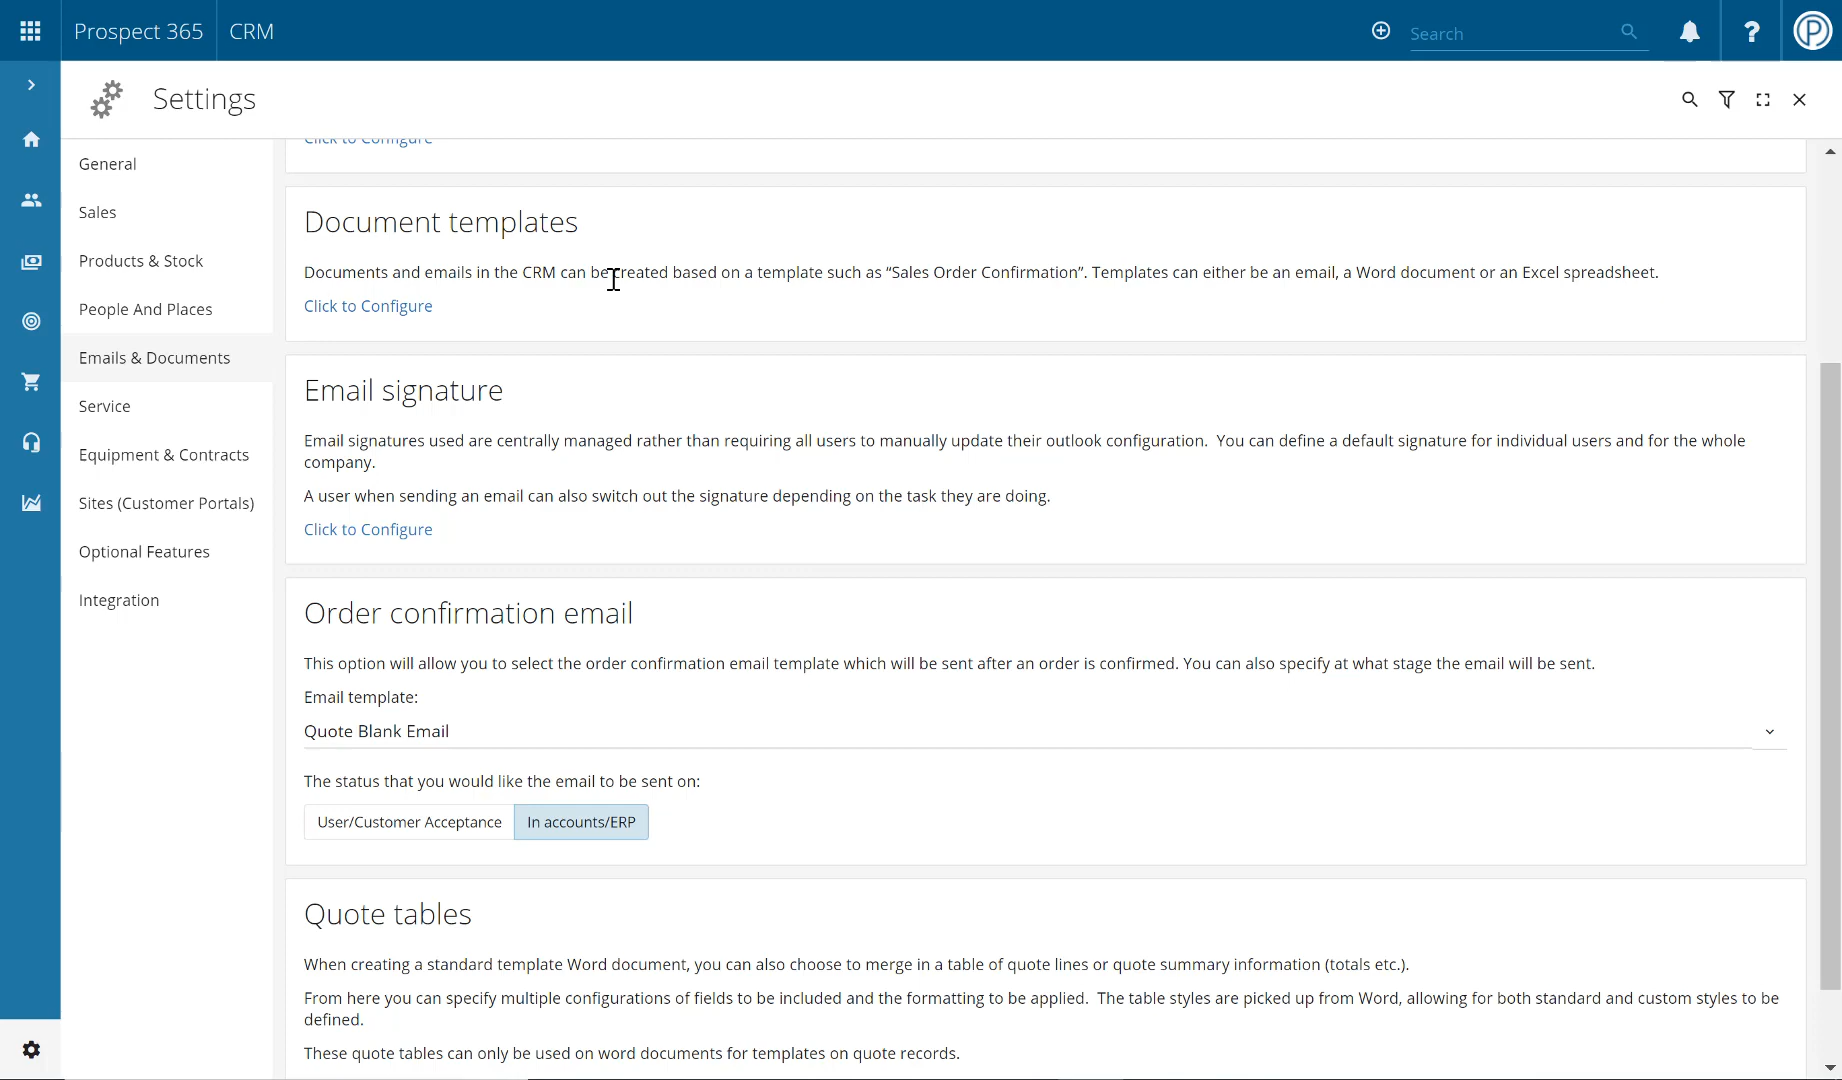 Prospect 365
CRM
Search
?
Settings
General
Sales
Products & Stock
People And Places
Emails & Documents
Service
Equipment & Contracts
Sites (Customer Portals)
Optional Features
Integration
Click to Configure
Document templates
Documents and emails in the CRM can be created based on a template such as “Sales Order Confirmation”. Templates can either be an email, a Word document or an Excel spreadsheet.
Click to Configure
Email signature
Email signatures used are centrally managed rather than requiring all users to manually update their outlook configuration. You can define a default signature for individual users and for the whole
company.
A user when sending an email can also switch out the signature depending on the task they are doing.
Click to Configure
Order confirmation email
This option will allow you to select the order confirmation email template which will be sent after an order is confirmed. You can also specify at what stage the email will be sent.
Email template:
Quote Blank Email
The status that you would like the email to be sent on:
User/Customer Acceptance
In accounts/ERP
Quote tables
When creating a standard template Word document, you can also choose to merge in a table of quote lines or quote summary information (totals etc.).
From here you can specify multiple configurations of fields to be included and the formatting to be applied. The table styles are picked up from Word, allowing for both standard and custom styles to be
defined.
These quote tables can only be used on word documents for templates on quote records.